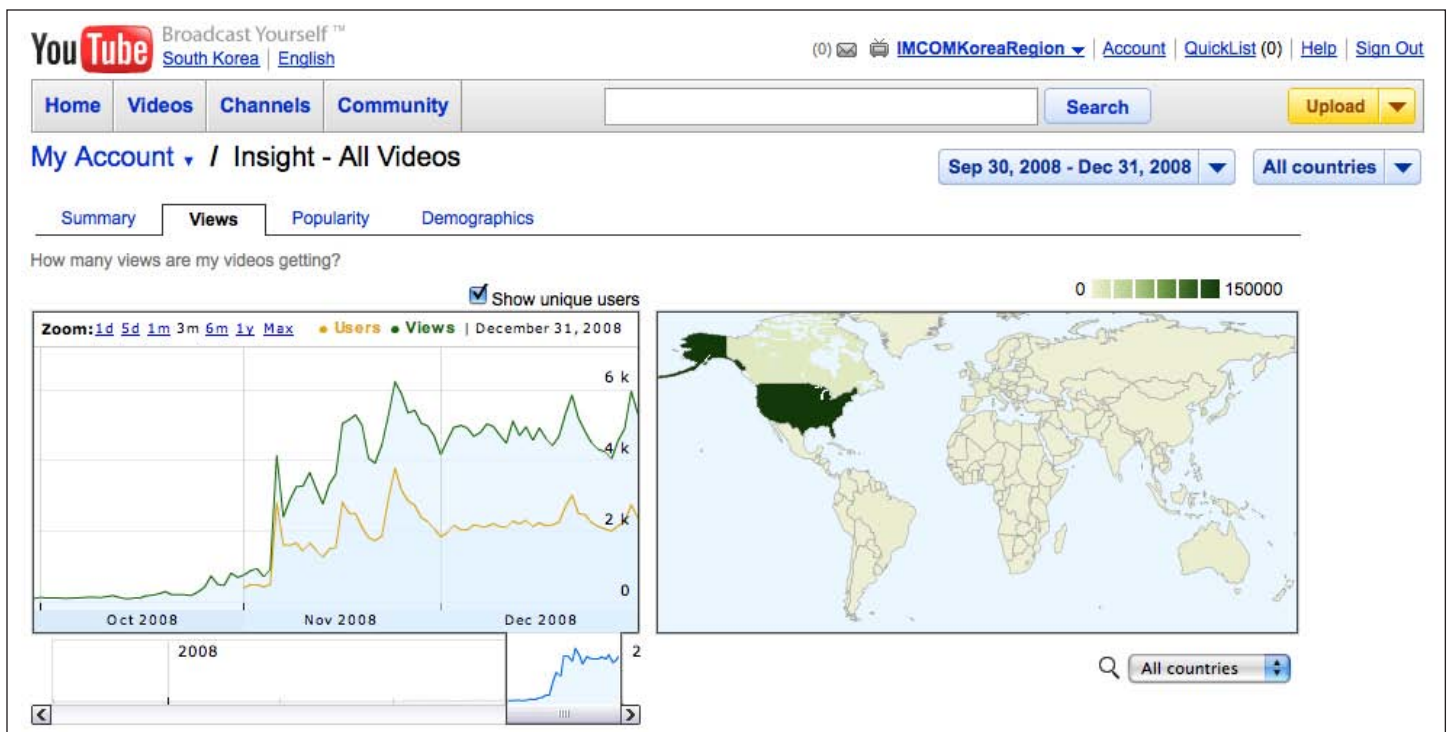 YouTube Broadcast Yourself ™
South Korea | English
(0) IMCOMKoreaRegion | Account | QuickList (0) | Help | Sign Out
Home Videos Channels Community Search Upload
My Account / Insight - All Videos
Sep 30, 2008 - Dec 31, 2008 All countries
Summary Views Popularity Demographics
How many views are my videos getting?
Show unique users
0 150000
Zoom: 1d 5d 1m 3m 6m 1y Max • Users • Views | December 31, 2008
6 k
4 k
2 k
0
Oct 2008 Nov 2008 Dec 2008
2008 2
All countries